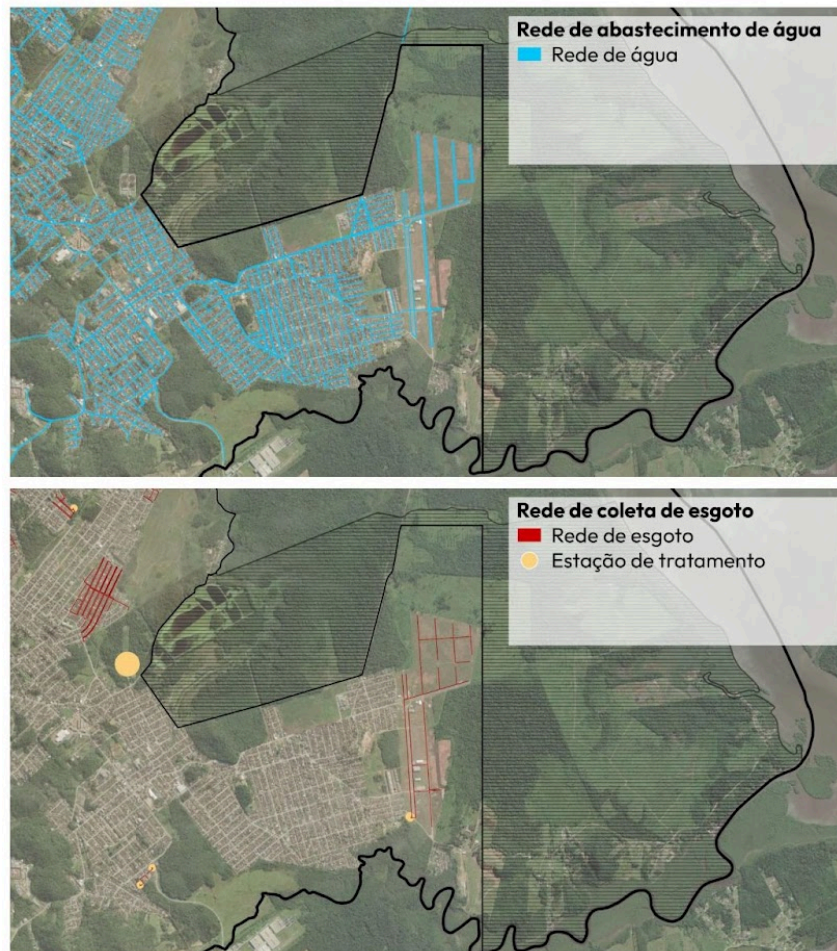 Rede de abastecimento de água
Rede de água
Rede de coleta de esgoto
Rede de esgoto
Estação de tratamento